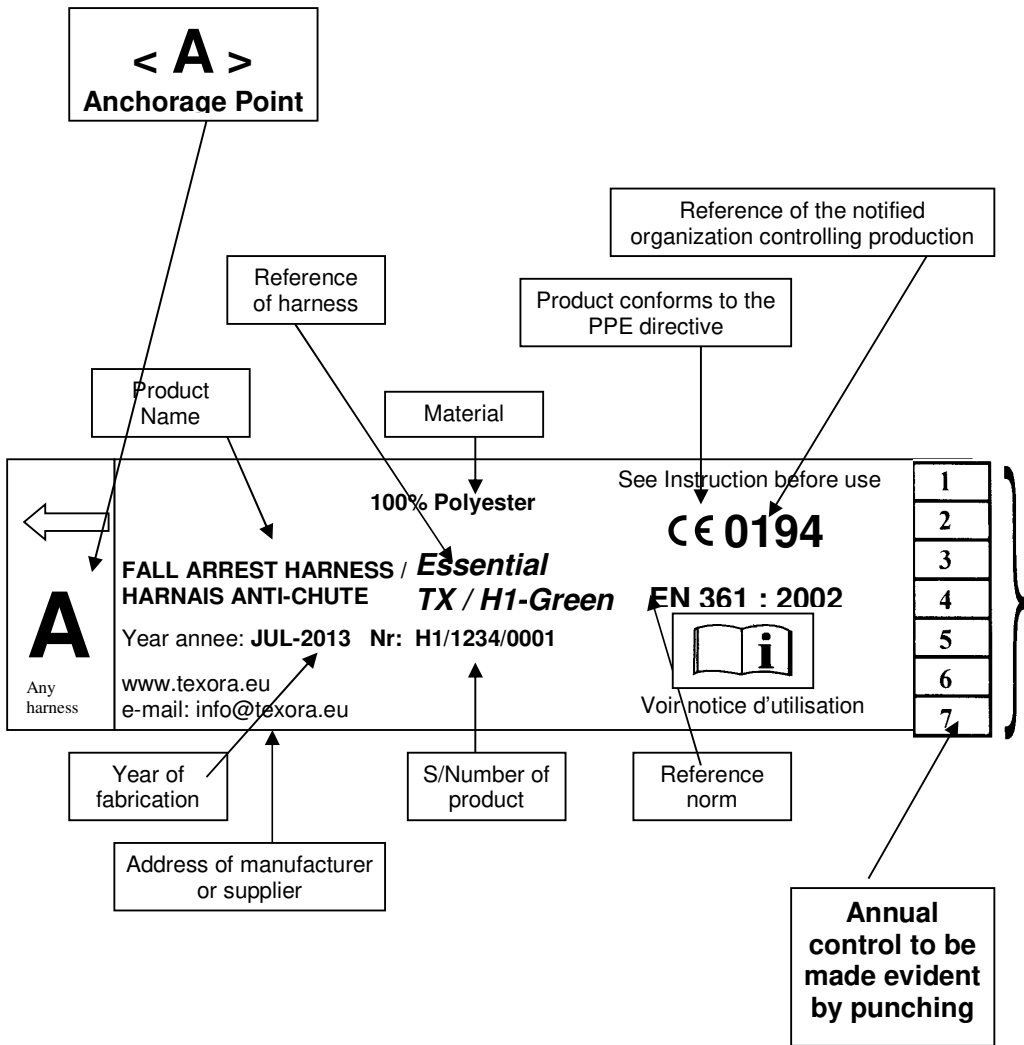 < A >
Anchorage Point
Reference of the notified
organization controlling production
Reference
of harness
Product conforms to the
PPE directive
Product
Name
Material
See Instruction before use
100% Polyester
CE 0194
FALL ARREST HARNESS /
HARNAIS ANTI-CHUTE
Essential
TX / H1-Green
EN 361 : 2002
A
Year annee: JUL-2013 Nr: H1/1234/0001
i
Any
harness
www.texora.eu
e-mail: info@texora.eu
Voir notice d'utilisation
1
2
3
4
5
6
7
Year of
fabrication
S/Number of
product
Reference
norm
Address of manufacturer
or supplier
Annual
control to be
made evident
by punching